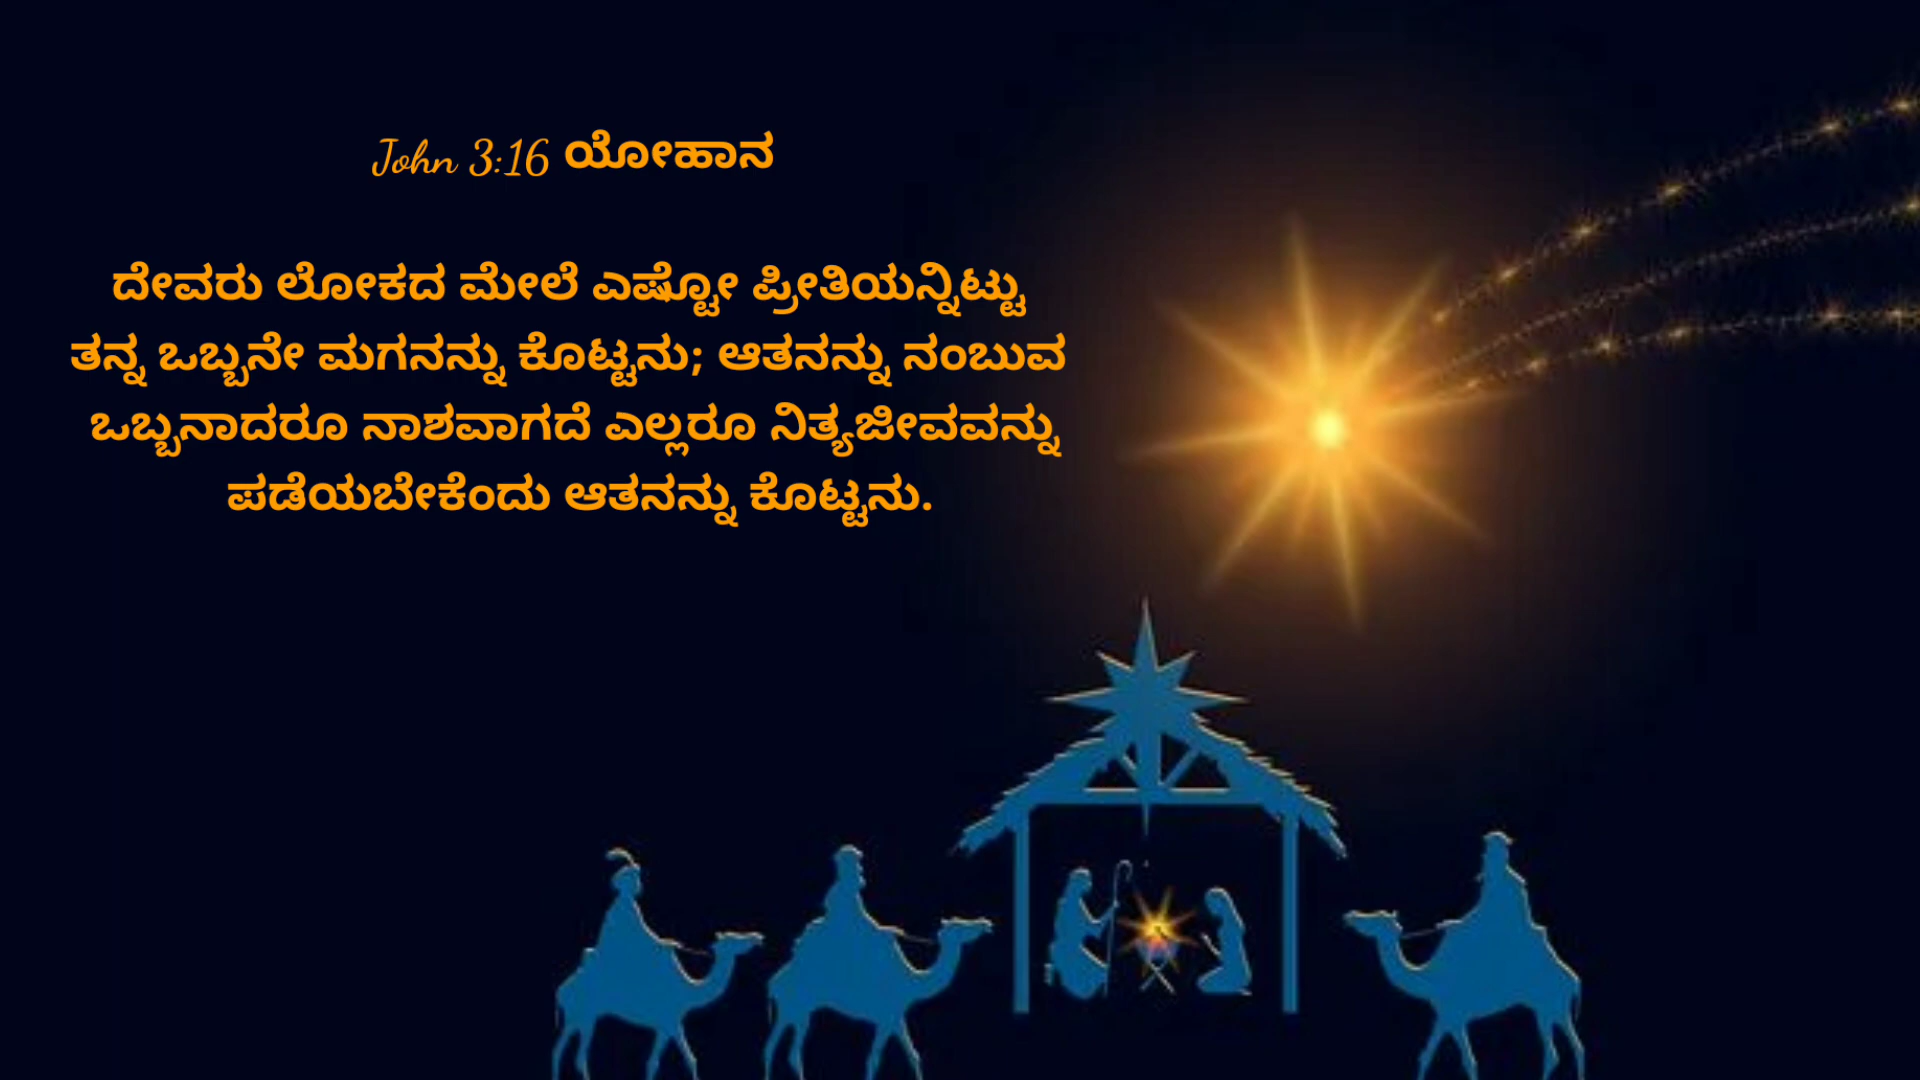 John 3:16 ಯೋಹಾನ
ದೇವರು ಲೋಕದ ಮೇಲೆ ಎಷ್ಟೋ ಪ್ರೀತಿಯನ್ನಿಟ್ಟು
ತನ್ನ ಒಬ್ಬನೇ ಮಗನನ್ನು ಕೊಟ್ಟನು; ಆತನನ್ನು ನಂಬುವ
ಒಬ್ಬನಾದರೂ ನಾಶವಾಗದೆ ಎಲ್ಲರೂ ನಿತ್ಯಜೀವವನ್ನು
ಪಡೆಯಬೇಕೆಂದು ಆತನನ್ನು ಕೊಟ್ಟನು.